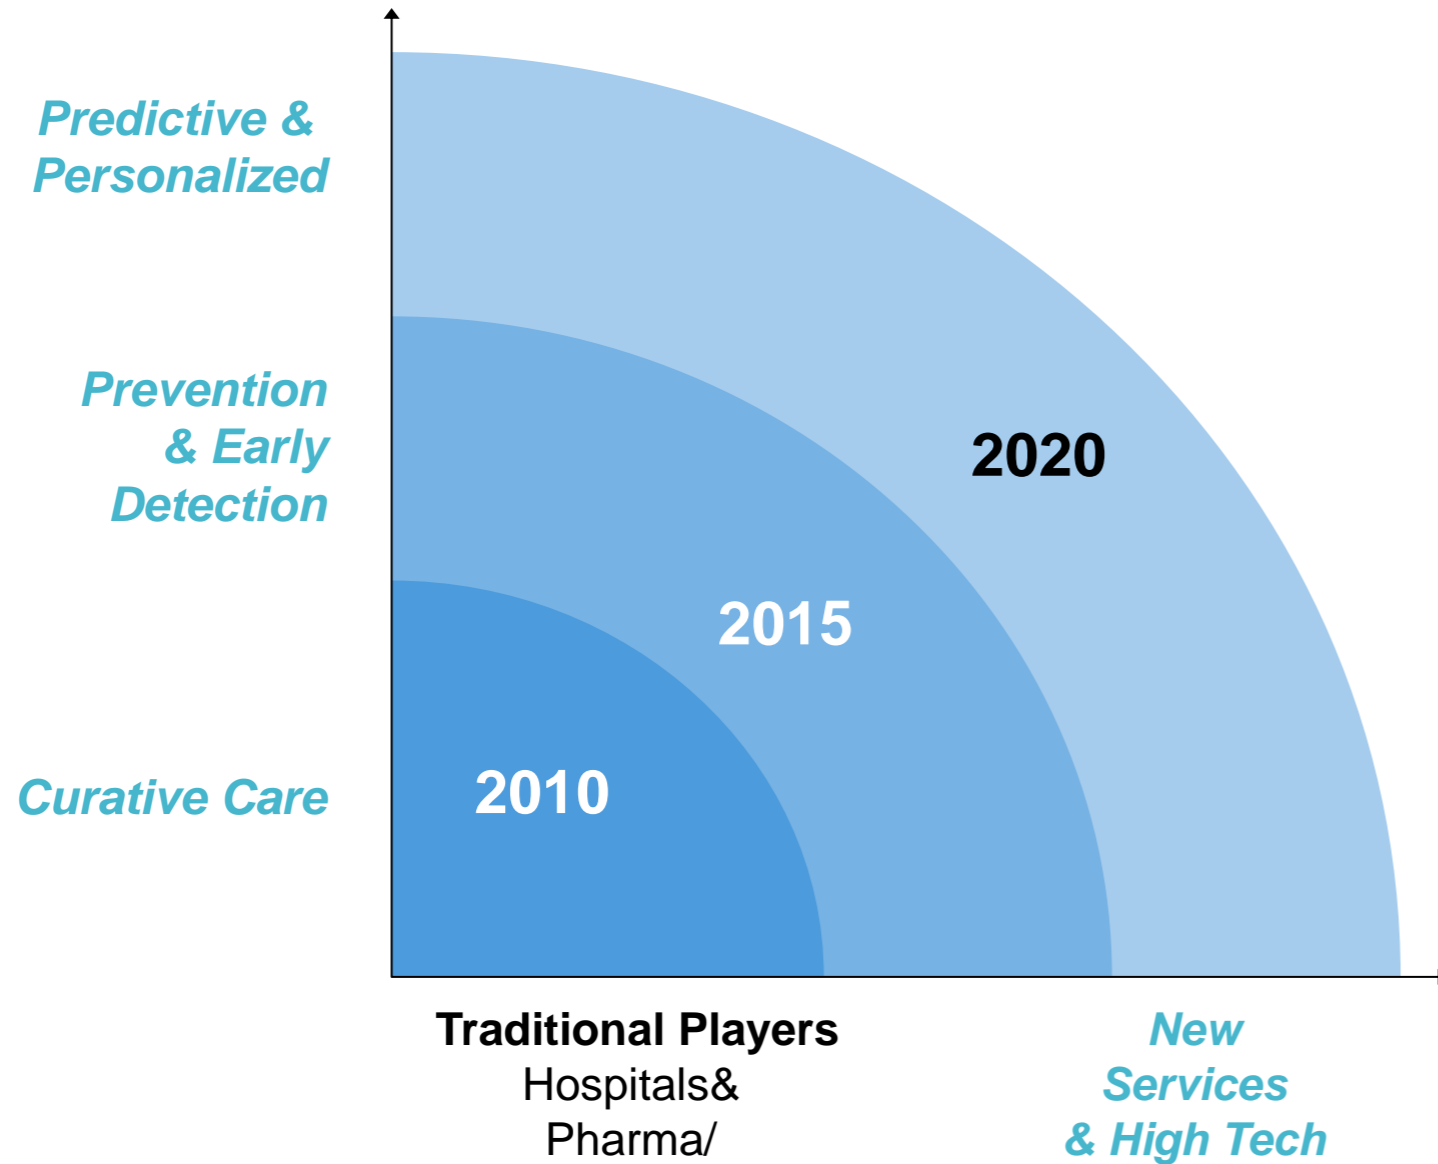 Predictive &
Personalized
Prevention
& Early
Detection
Curative Care
2020
2015
2010
Traditional Players
Hospitals&
Pharma/
New
Services
& High Tech